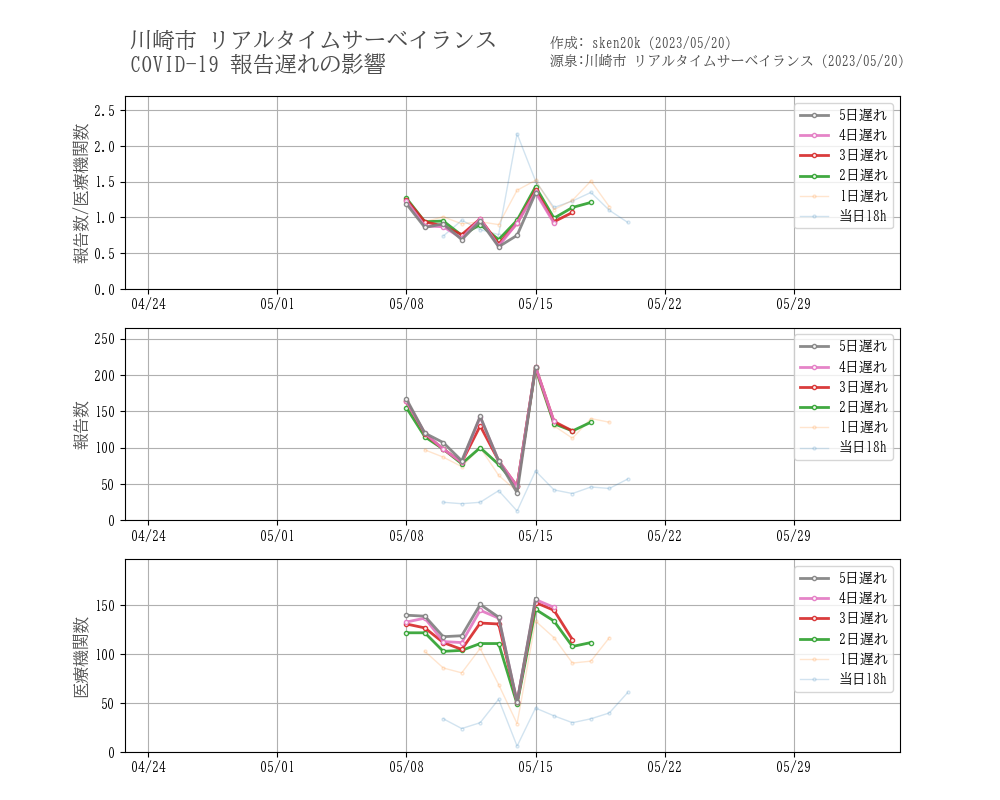 川崎市 リアルタイムサーベイランス
COVID-19 報告遅れの影響
作成: sken20k (2023/05/20)
源泉:川崎市 リアルタイムサーベイランス (2023/05/20)
報告数/医療機関数
2.5
2.0
1.5
1.0
0.5
0.0
04/24 05/01 05/08 05/15 05/22 05/29
5日遅れ
4日遅れ
3日遅れ
2日遅れ
1日遅れ
当日18h
報告数
250
200
150
100
50
0
04/24 05/01 05/08 05/15 05/22 05/29
5日遅れ
4日遅れ
3日遅れ
2日遅れ
1日遅れ
当日18h
医療機関数
150
100
50
0
04/24 05/01 05/08 05/15 05/22 05/29
5日遅れ
4日遅れ
3日遅れ
2日遅れ
1日遅れ
当日18h